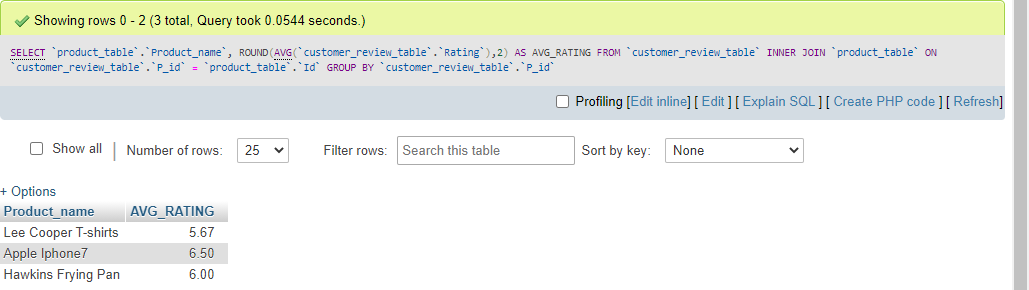 Showing rows 0 - 2 (3 total, Query took 0.0544 seconds.)
SELECT `product_table`.`Product_name`, ROUND(AVG(`customer_review_table`.`Rating`),2) AS AVG_RATING FROM `customer_review_table` INNER JOIN `product_table` ON
`customer_review_table`.`P_id` = `product_table`.`Id` GROUP BY `customer_review_table`.`P_id`
Profiling [Edit inline] [ Edit ] [ Explain SQL ] [ Create PHP code ] [ Refresh]
Show all | Number of rows: 25 Filter rows: Search this table Sort by key: None
+ Options
Product_name AVG_RATING
Lee Cooper T-shirts 5.67
Apple Iphone7 6.50
Hawkins Frying Pan 6.00